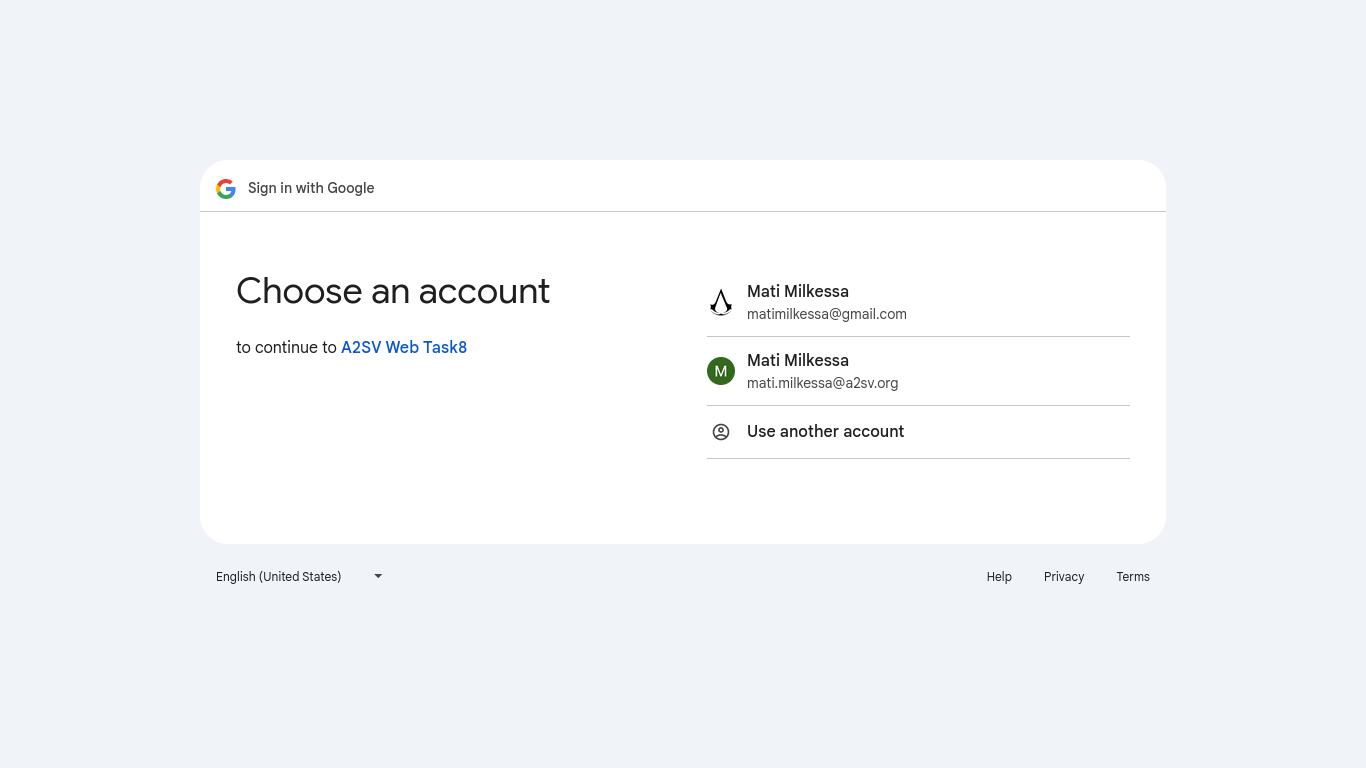 Sign in with Google
Choose an account
to continue to A2SV Web Task8
Mati Milkessa
matimilkessa@gmail.com
M
Mati Milkessa
mati.milkessa@a2sv.org
Use another account
English (United States)
Help
Privacy
Terms